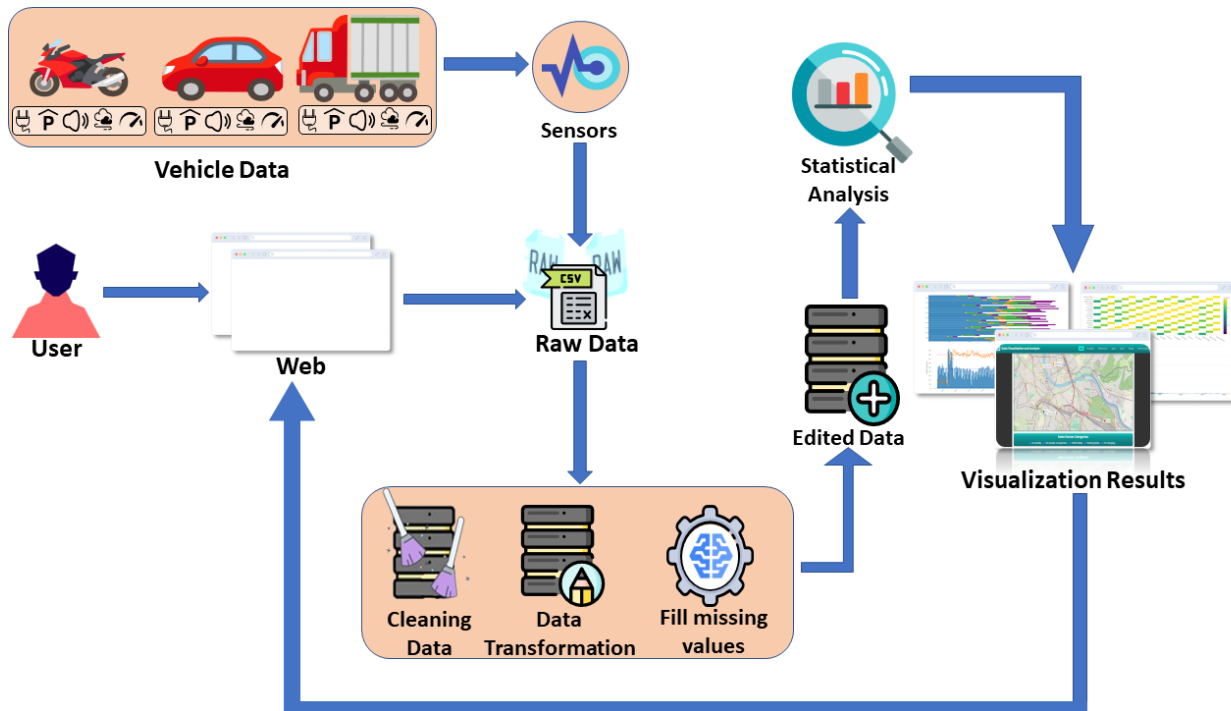 P
P
P
Vehicle Data
Sensors
Statistical
Analysis
User
Web
RAW
RAW
CSV
Raw Data
Edited Data
Visualization Results
Cleaning
Data
Data
Transformation
Fill missing
values